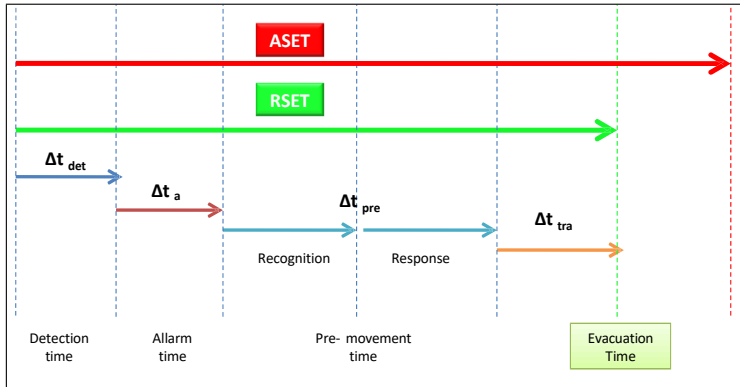 ASET
RSET
Δt det
Δt a
Δt pre
Δt tra
Recognition
Response
Detection
time
Allarm
time
Pre- movement
time
Evacuation
Time